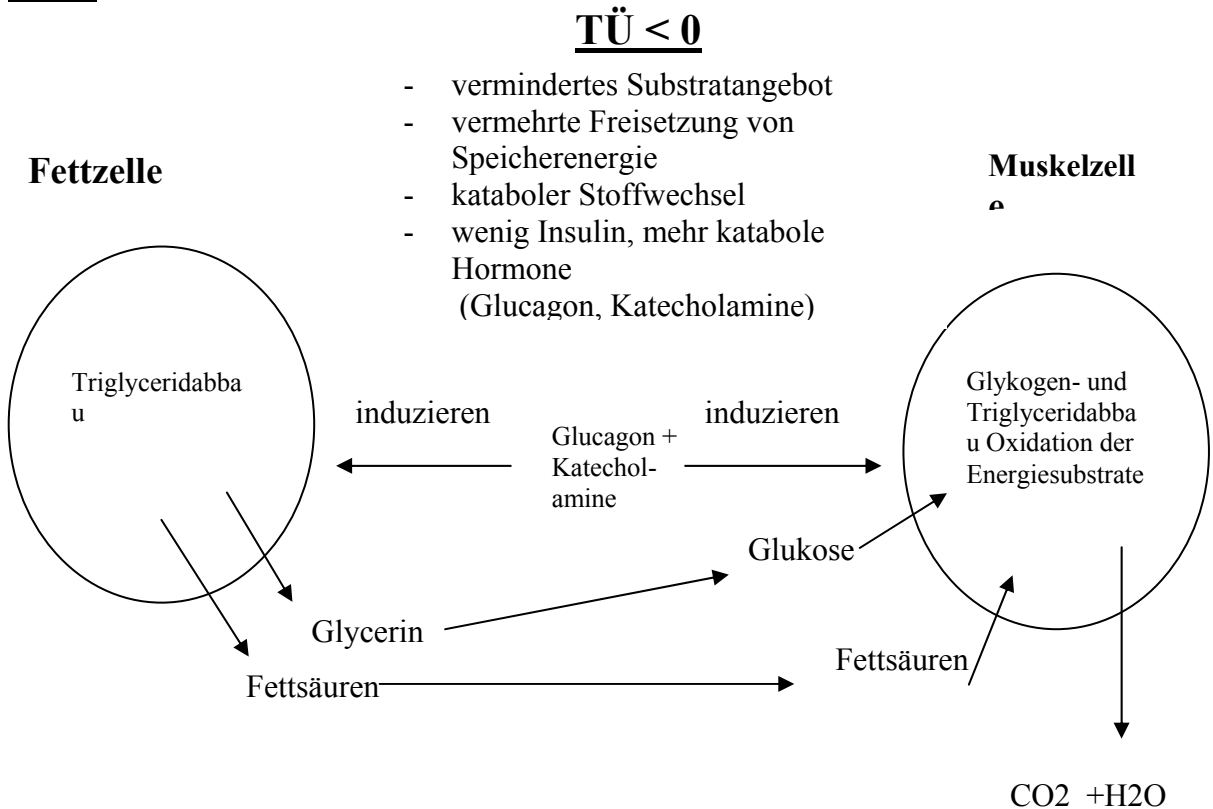 TÜ < 0
- vermindertes Substratangebot
- vermehrte Freisetzung von
Speicherenergie
- kataboler Stoffwechsel
- wenig Insulin, mehr katabole
Hormone
(Glucagon, Katecholamine)
Fettzelle
Muskelzell
e
Triglyceridabba
u
induzieren
Glucagon +
Katechol-
amine
induzieren
Glykogen- und
Triglyceridabba
u Oxidation der
Energiesubstrate
Glukose
Glycerin
Fettsäuren
Fettsäuren
CO2 +H2O